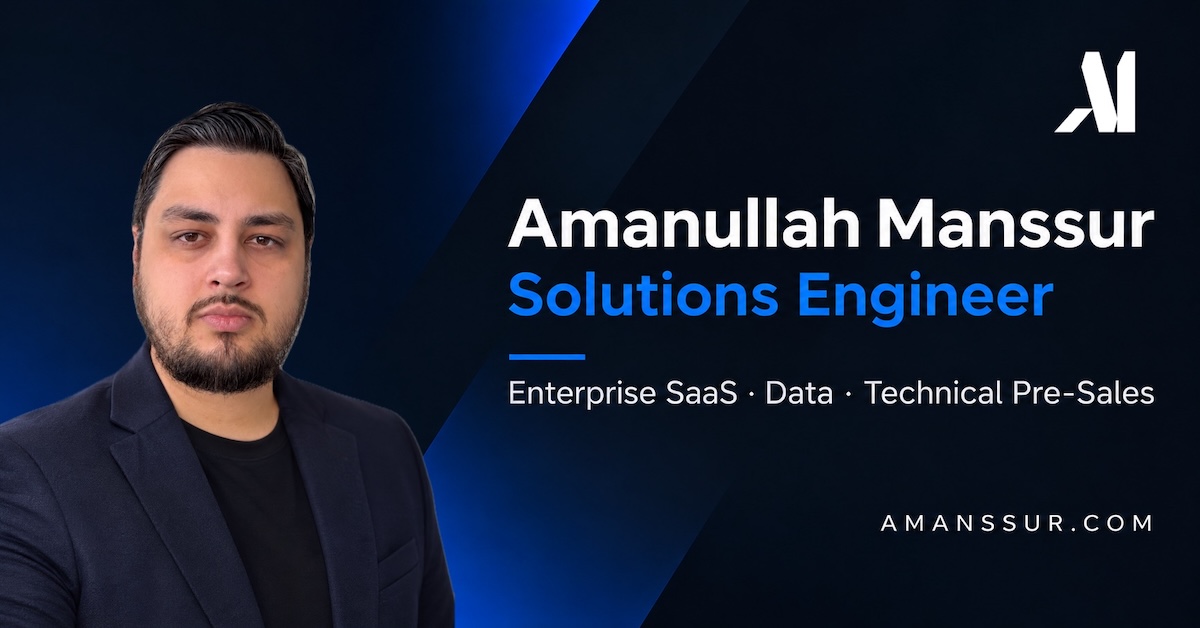 Amanullah Manssur
Solutions Engineer
Enterprise SaaS · Data · Technical Pre-Sales
AMANSSUR.COM